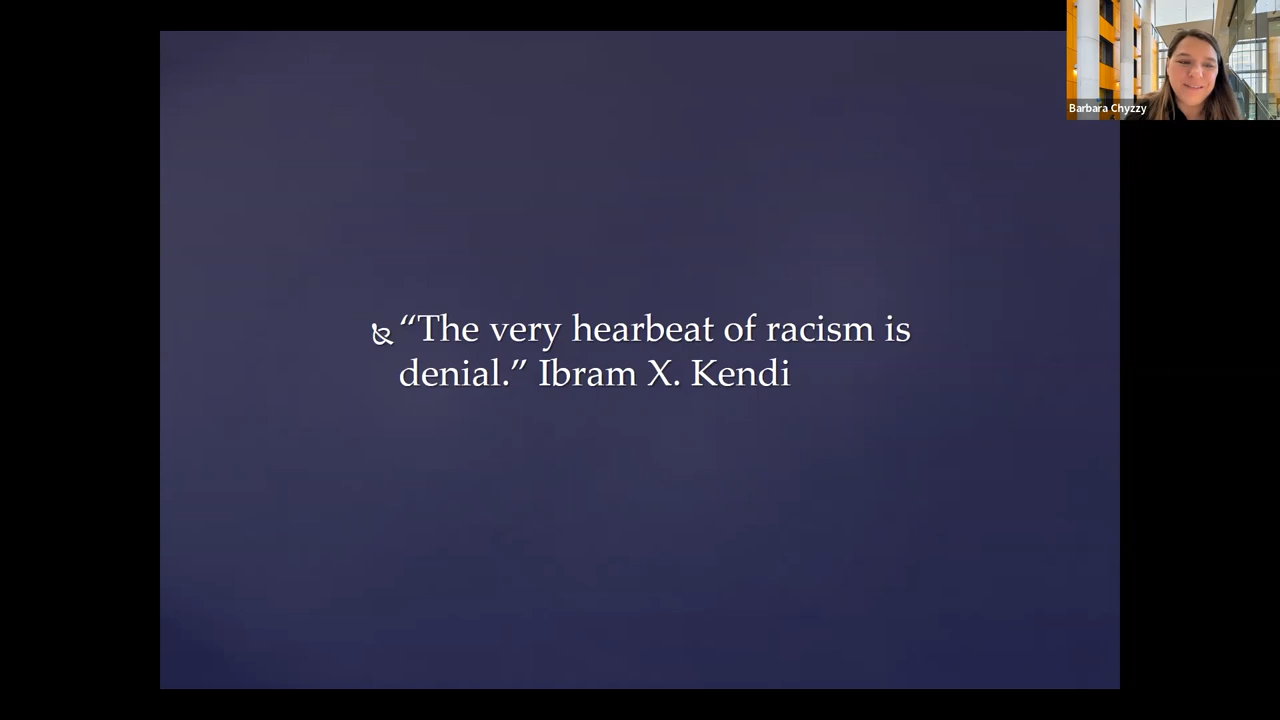 Barbara Chyzzy
“The very hearbeat of racism is
denial.” Ibram X. Kendi